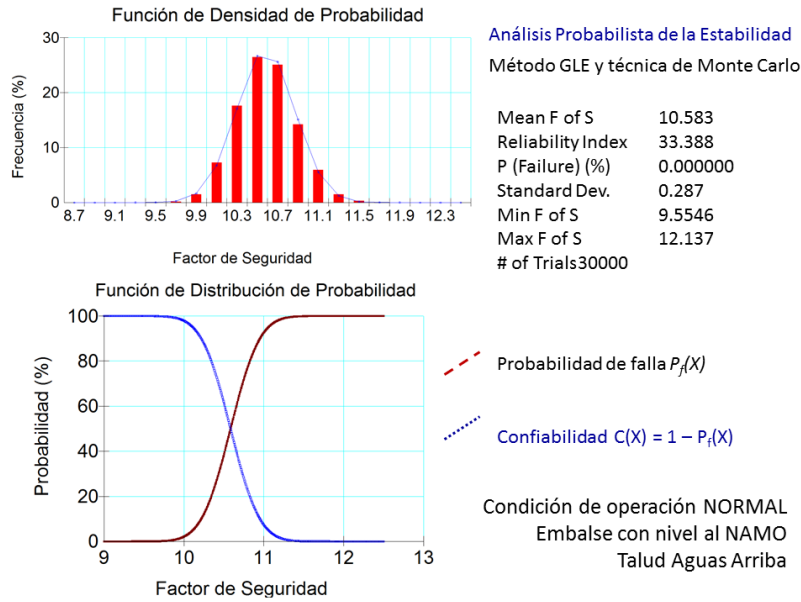 Función de Densidad de Probabilidad
Frecuencia (%)
30
20
10
0
8.7 9.1 9.5 9.9 10.3 10.7 11.1 11.5 11.9 12.3
Factor de Seguridad
Análisis Probabilista de la Estabilidad
Método GLE y técnica de Monte Carlo
Mean F of S 10.583
Reliability Index 33.388
P (Failure) (%) 0.000000
Standard Dev. 0.287
Min F of S 9.5546
Max F of S 12.137
# of Trials30000
Función de Distribución de Probabilidad
Probabilidad (%)
100
80
60
40
20
0
9 10 11 12 13
Factor de Seguridad
Probabilidad de falla Pf(X)
Confiabilidad C(X) = 1 – Pf(X)
Condición de operación NORMAL
Embalse con nivel al NAMO
Talud Aguas Arriba